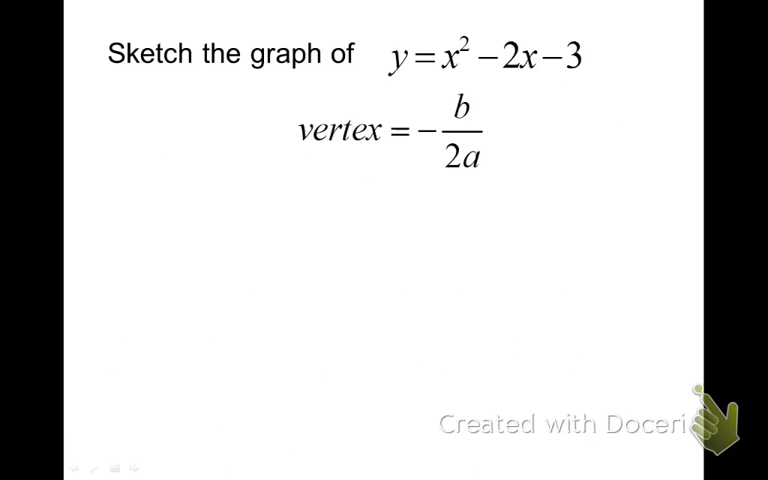 Sketch the graph of y = x² − 2x − 3
vertex = − b/2a
Created with Doceri